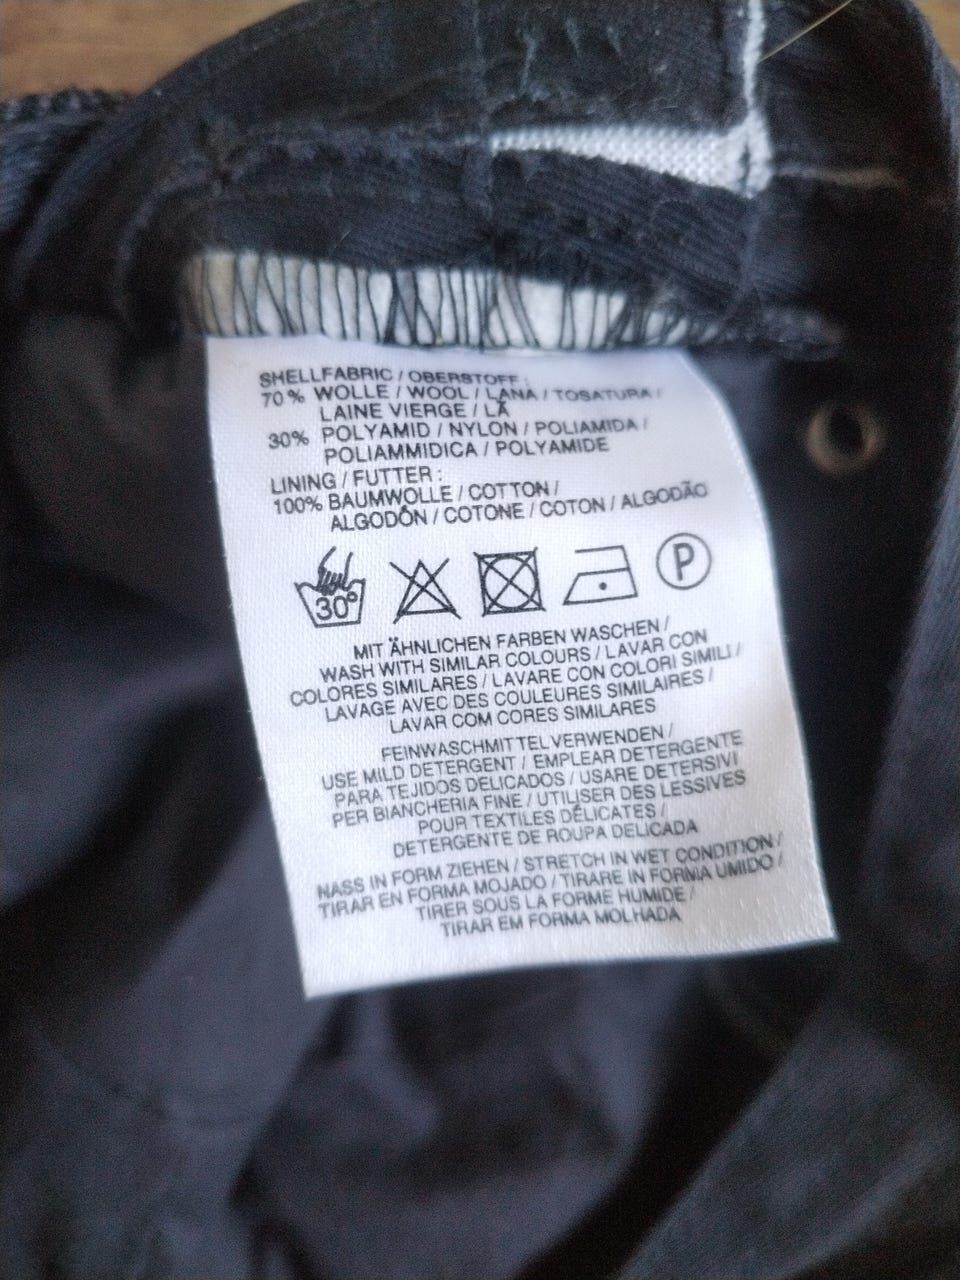 SHELLFABRIC / OBERSTOFF:
70% WOLLE / WOOL / LANA / TOSATURA /
LAINE VIERGE / LÃ
30% POLYAMID / NYLON / POLIAMIDA /
POLIAMMIDICA / POLYAMIDE
LINING / FUTTER :
100% BAUMWOLLE / COTTON /
ALGODÔN / COTONE / COTON / ALGODÃO
30° P
MIT ÄHNLICHEN FARBEN WASCHEN /
WASH WITH SIMILAR COLOURS / LAVAR CON
COLORES SIMILARES / LAVARE CON COLORI SIMILI /
LAVAGE AVEC DES COULEURES SIMILAIRES /
LAVAR COM CORES SIMILARES
FEINWASCHMITTEL VERWENDEN /
USE MILD DETERGENT / EMPLEAR DETERGENTE
PARA TEJIDOS DELICADOS / USARE DETERSIVI
PER BIANCHERIA FINE / UTILISER DES LESSIVES
POUR TEXTILES DÉLICATES /
DETERGENTE DE ROUPA DELICADA
NASS IN FORM ZIEHEN / STRETCH IN WET CONDITION /
TIRAR EN FORMA MOJADO / TIRARE IN FORMA UMIDO /
TIRER SOUS LA FORME HUMIDE /
TIRAR EM FORMA MOLHADA